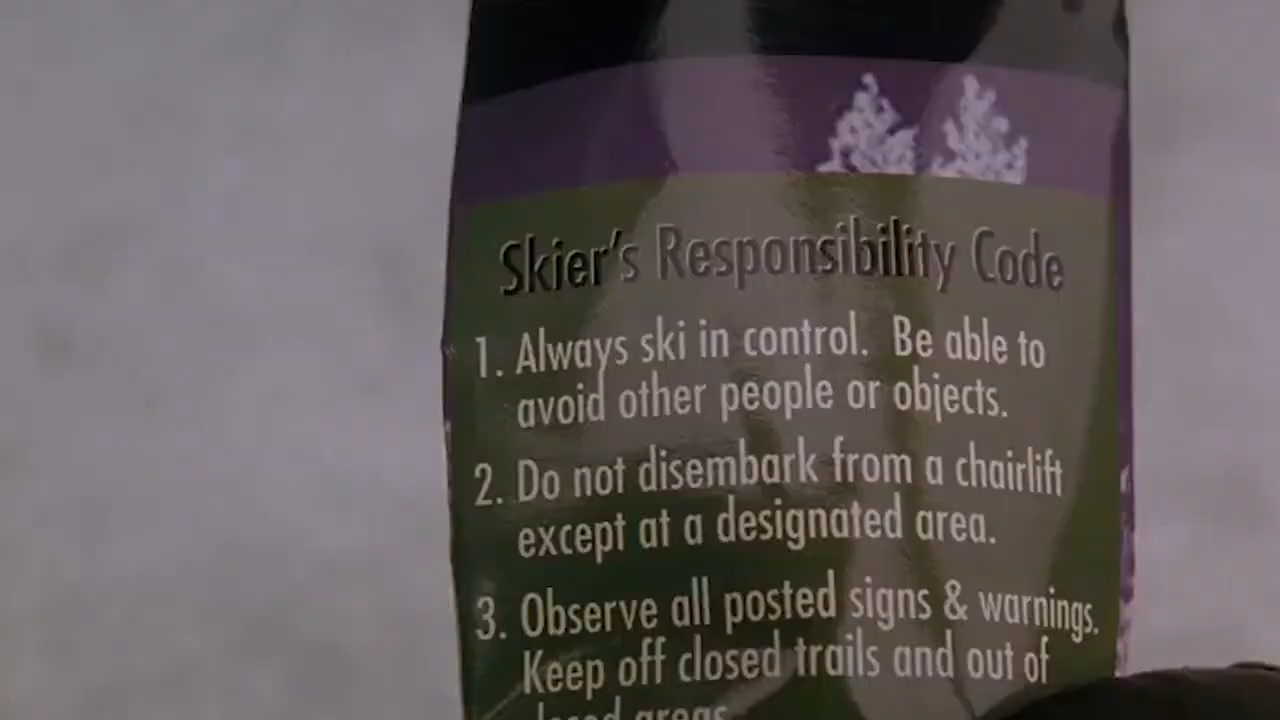 Skier's Responsibility Code
1. Always ski in control. Be able to
avoid other people or objects.
2. Do not disembark from a chairlift
except at a designated area.
3. Observe all posted signs & warnings.
Keep off closed trails and out of
closed areas.